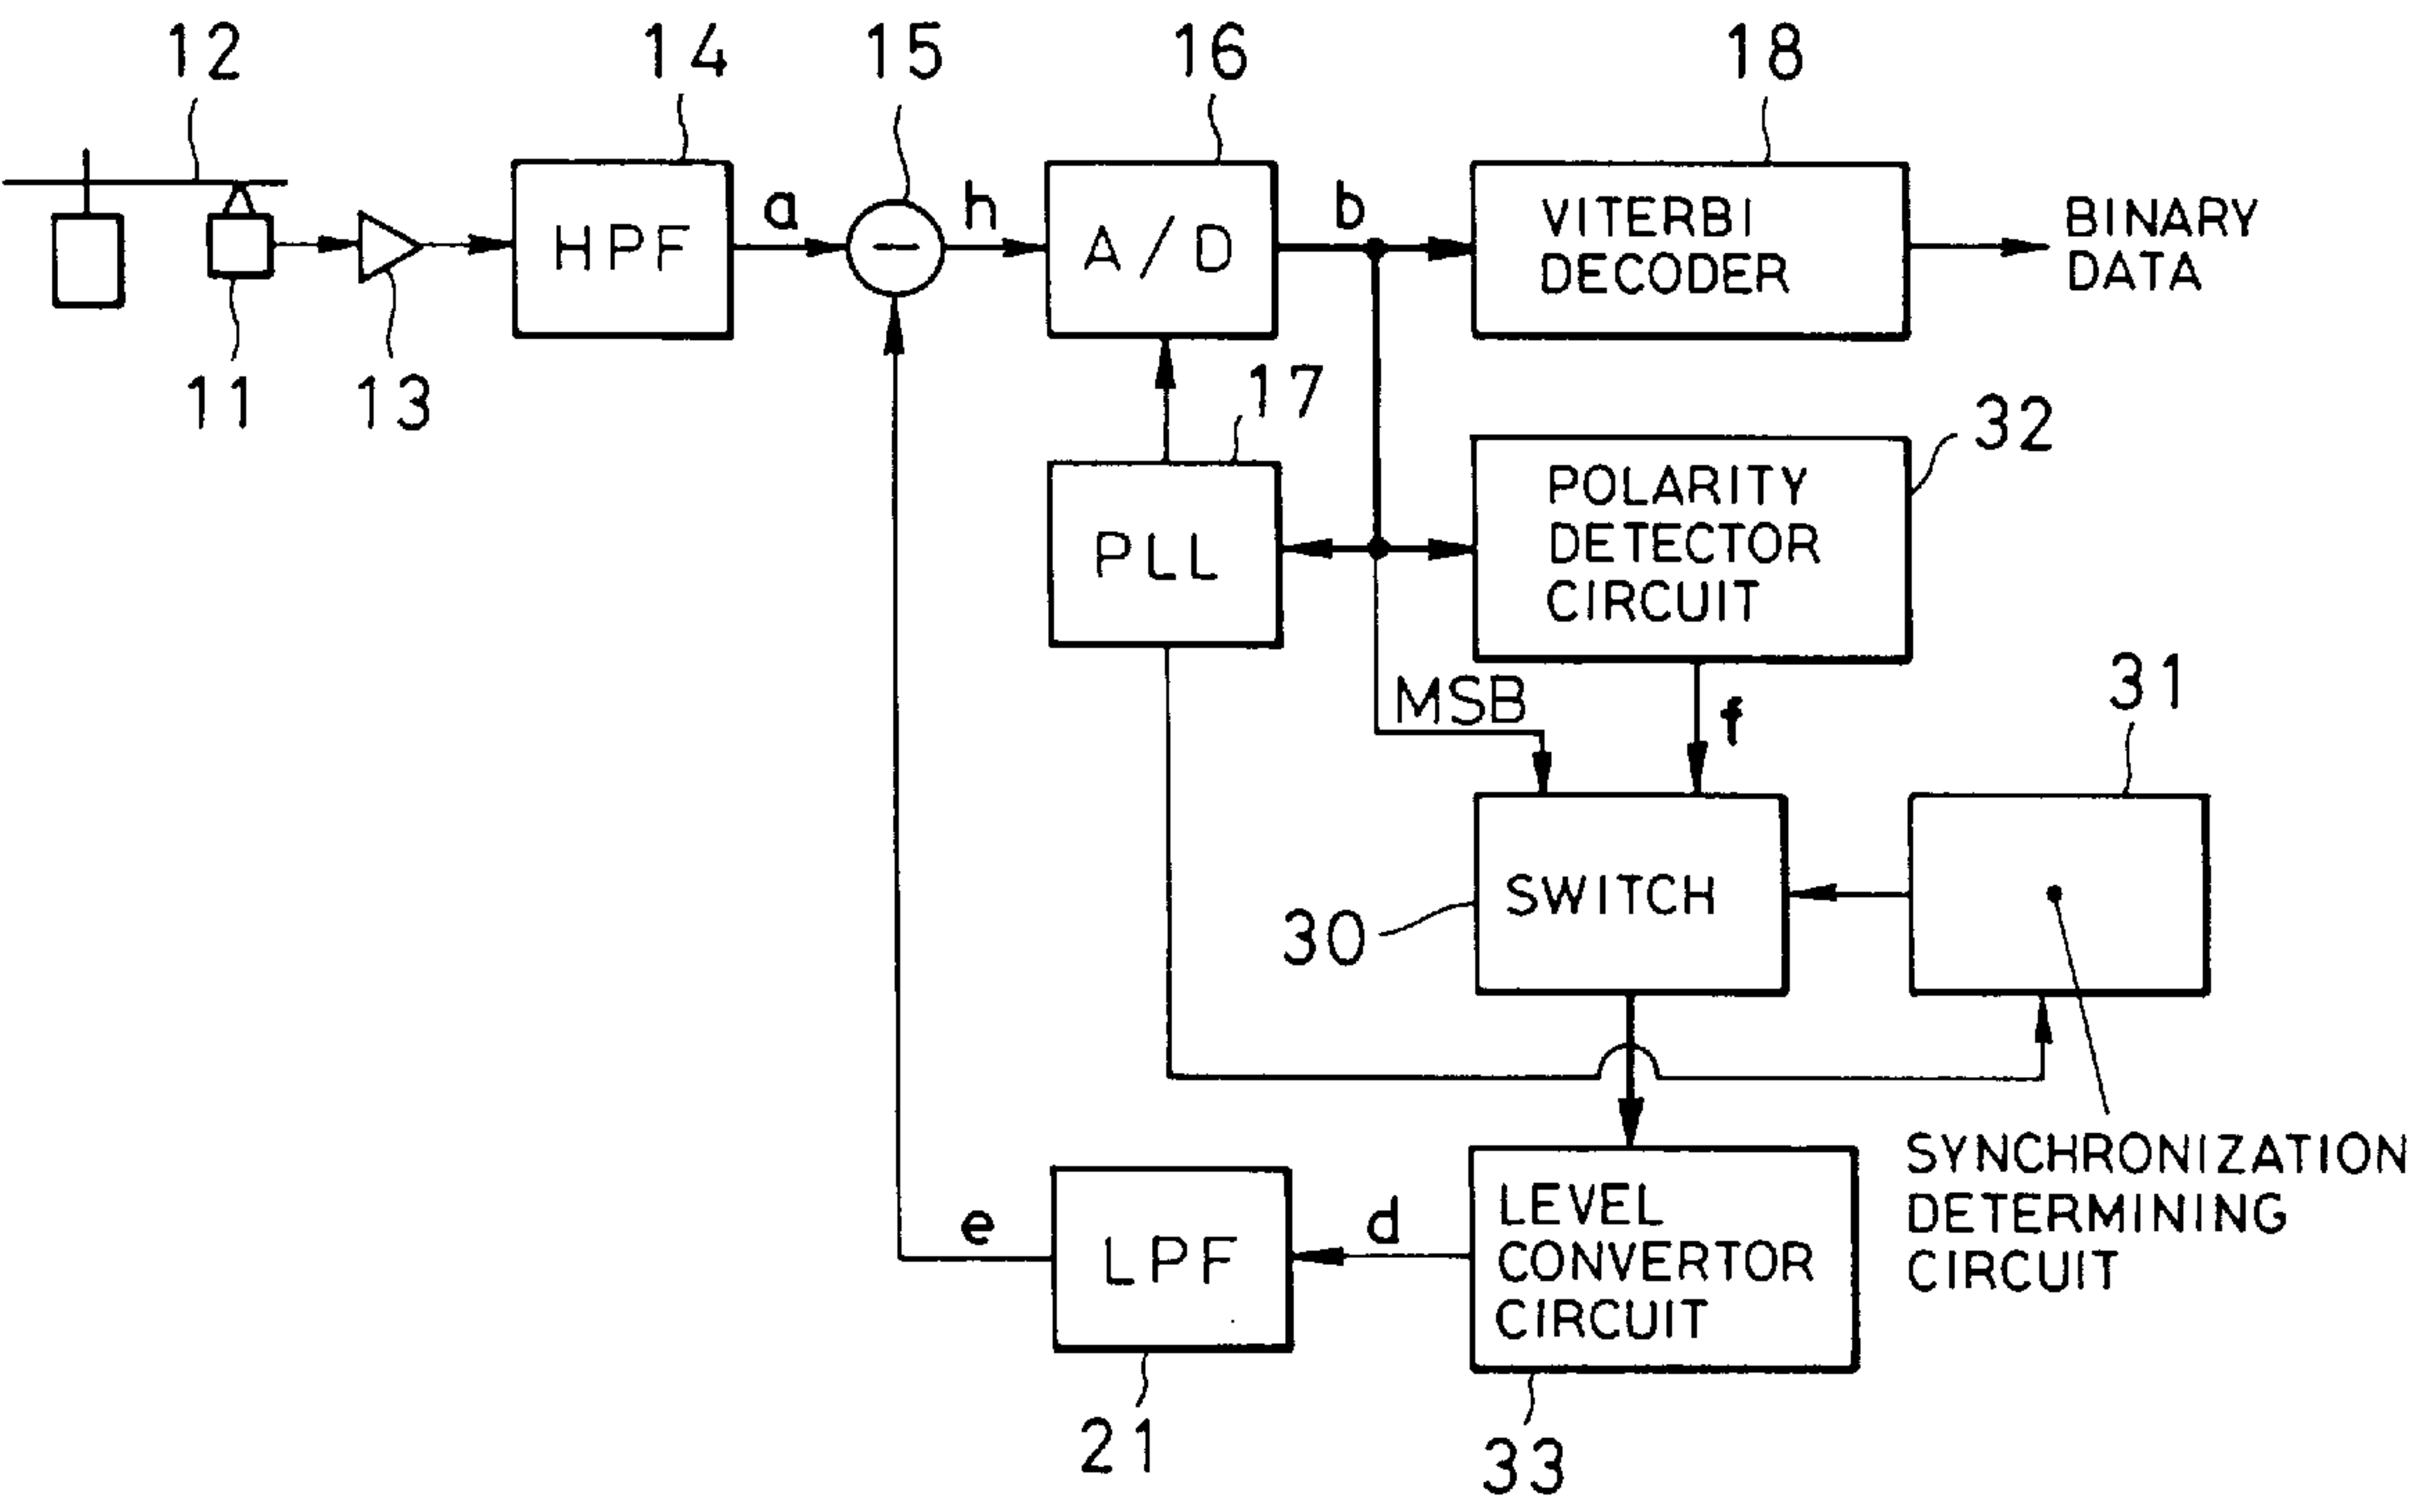 12
14
15
16
18
a
h
b
HPF
−
A/D
VITERBI
DECODER
BINARY
DATA
11
13
17
32
PLL
POLARITY
DETECTOR
CIRCUIT
MSB
f
31
SWITCH
30
SYNCHRONIZATION
DETERMINING
CIRCUIT
e
LPF
d
LEVEL
CONVERTOR
CIRCUIT
21
33